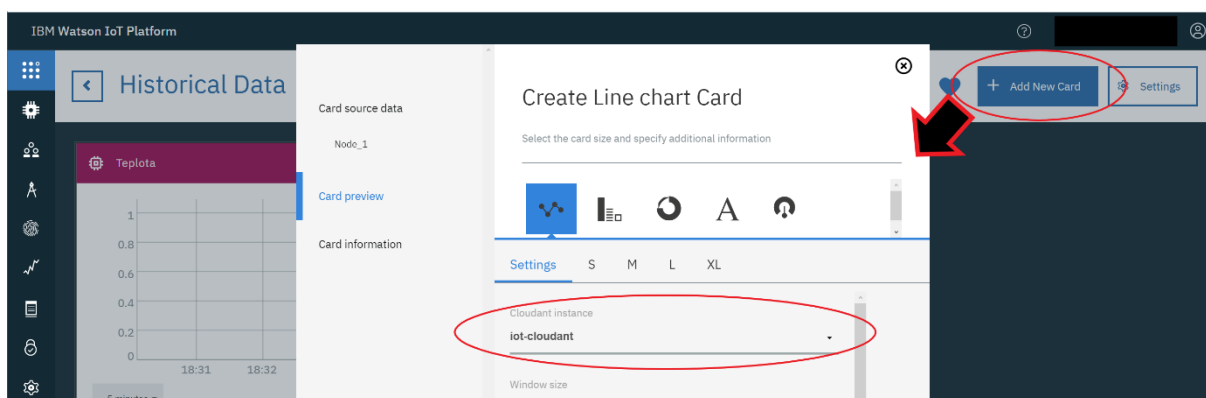 IBM Watson IoT Platform
Historical Data
+ Add New Card
Settings
Teplota
1
0.8
0.6
0.4
0.2
0
18:31 18:32
Card source data
Node_1
Card preview
Card information
Create Line chart Card
Select the card size and specify additional information
A
Settings S M L XL
Cloudant instance
iot-cloudant
Window size